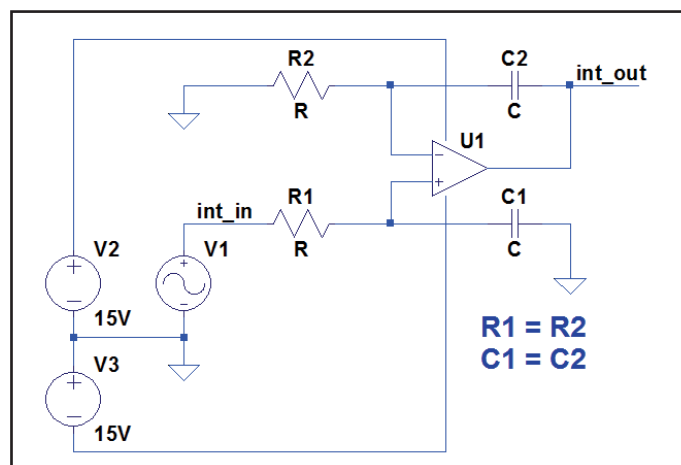 R2
C2
int_out
R
C
U1
int_in
R1
C1
V2
V1
R
C
15V
R1 = R2
C1 = C2
V3
15V